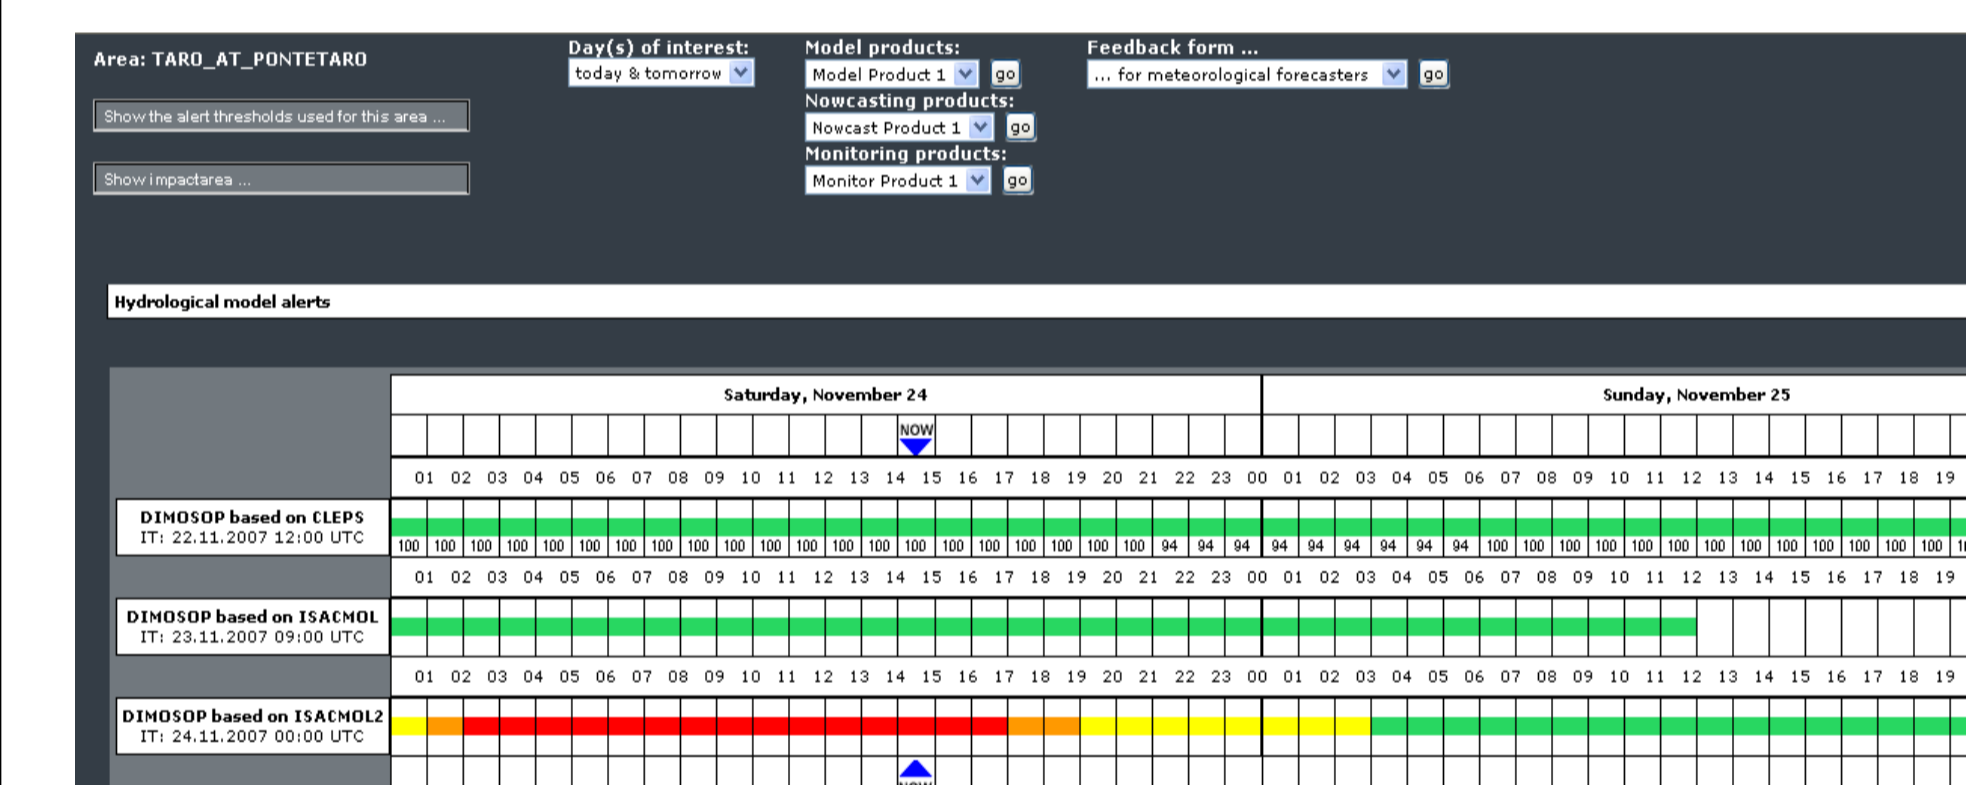 Area: TARO_AT_PONTETARO
Day(s) of interest:
today & tomorrow
Model products:
Model Product 1 go
Feedback form ...
... for meteorological forecasters go
Show the alert thresholds used for this area ...
Nowcasting products:
Nowcast Product 1 go
Monitoring products:
Monitor Product 1 go
Show impactarea ...
Hydrological model alerts
Saturday, November 24 Sunday, November 25
NOW
01 02 03 04 05 06 07 08 09 10 11 12 13 14 15 16 17 18 19 20 21 22 23 00 01 02 03 04 05 06 07 08 09 10 11 12 13 14 15 16 17 18 19
DIMOSOP based on CLEPS
IT: 22.11.2007 12:00 UTC
100 100 100 100 100 100 100 100 100 100 100 100 100 100 100 100 100 100 100 100 100 94 94 94 94 94 94 94 94 94 100 100 100 100 100 100 100 100 100 100 100 100 100
01 02 03 04 05 06 07 08 09 10 11 12 13 14 15 16 17 18 19 20 21 22 23 00 01 02 03 04 05 06 07 08 09 10 11 12 13 14 15 16 17 18 19
DIMOSOP based on ISACMOL
IT: 23.11.2007 09:00 UTC
01 02 03 04 05 06 07 08 09 10 11 12 13 14 15 16 17 18 19 20 21 22 23 00 01 02 03 04 05 06 07 08 09 10 11 12 13 14 15 16 17 18 19
DIMOSOP based on ISACMOL2
IT: 24.11.2007 00:00 UTC